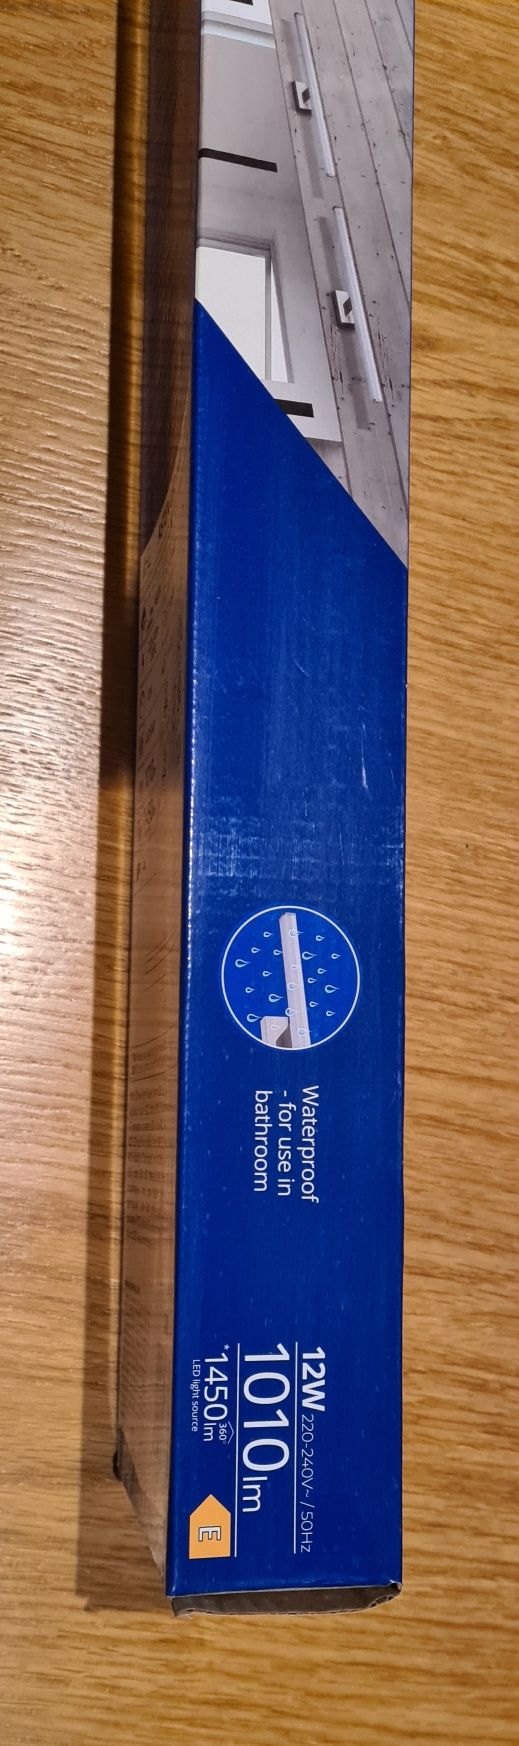 Waterproof
- for use in
bathroom
12W 220-240V~ / 50Hz
1010lm
*1450lm 360°
LED light source
E